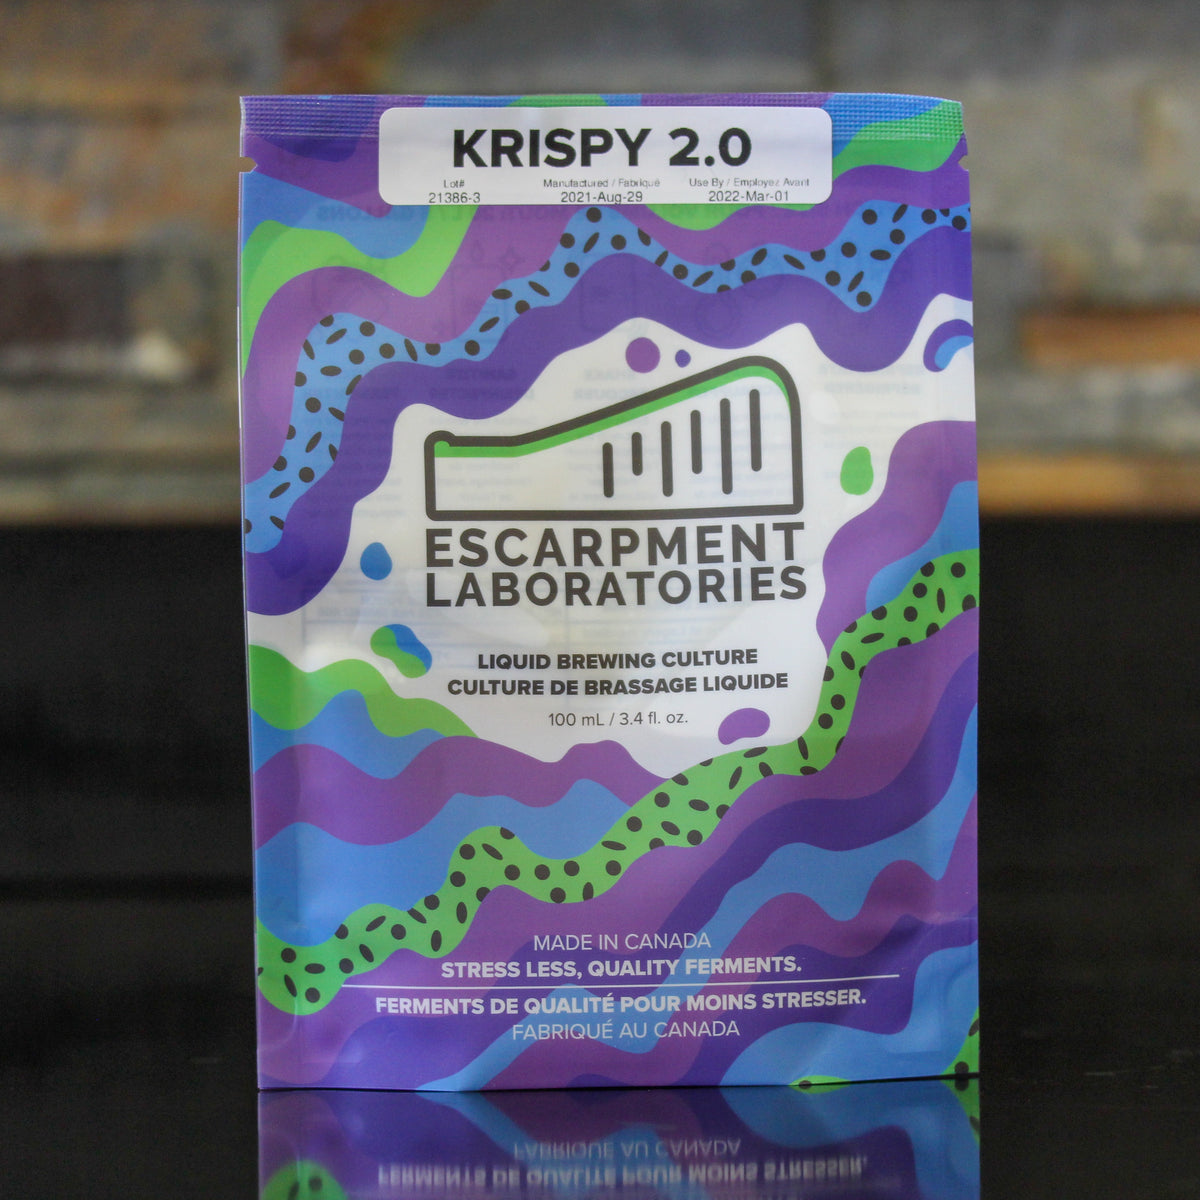 KRISPY 2.0
Lot# Manufactured / Fabriqué Use By / Employez Avant
21386-3 2021-Aug-29 2022-Mar-01
ESCARPMENT
LABORATORIES
LIQUID BREWING CULTURE
CULTURE DE BRASSAGE LIQUIDE
100 mL / 3.4 fl. oz.
MADE IN CANADA
STRESS LESS, QUALITY FERMENTS.
FERMENTS DE QUALITÉ POUR MOINS STRESSER.
FABRIQUÉ AU CANADA